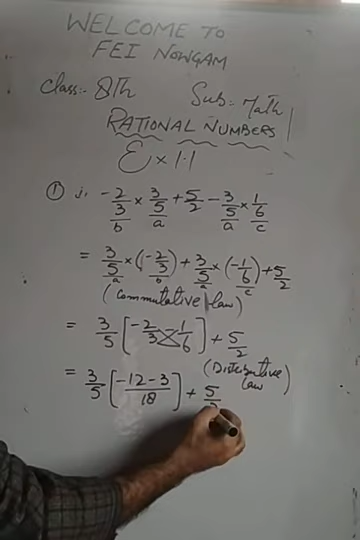 WELCOME TO
FEI NOWGAM
Class:- 8Th Sub:- Math
RATIONAL NUMBERS
Ex 1.1
① i. -2/3 × 3/5 + 5/2 - 3/5 × 1/6
b a a c
= 3/5 × (-2/3) + 3/5 × (-1/6) + 5/2
a b a c
(Commutative law)
= 3/5 [-2/3 - 1/6] + 5/2
(Distributive
law)
= 3/5 [-12-3/18] + 5/2